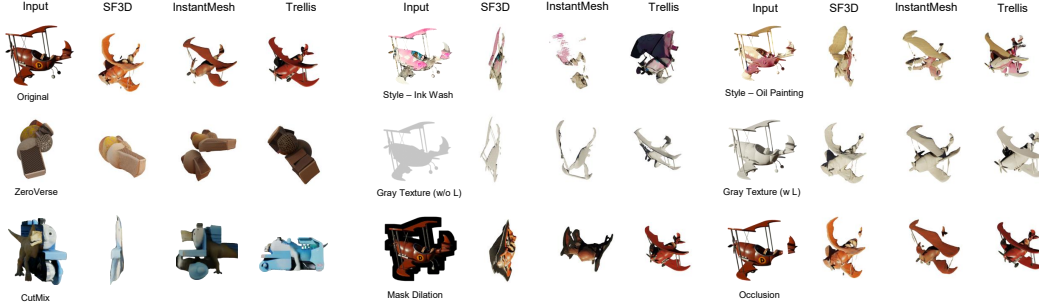 Input SF3D InstantMesh Trellis Input SF3D InstantMesh Trellis Input SF3D InstantMesh Trellis
Original
Style – Ink Wash
Style – Oil Painting
ZeroVerse
Gray Texture (w/o L)
Gray Texture (w L)
CutMix
Mask Dilation
Occlusion